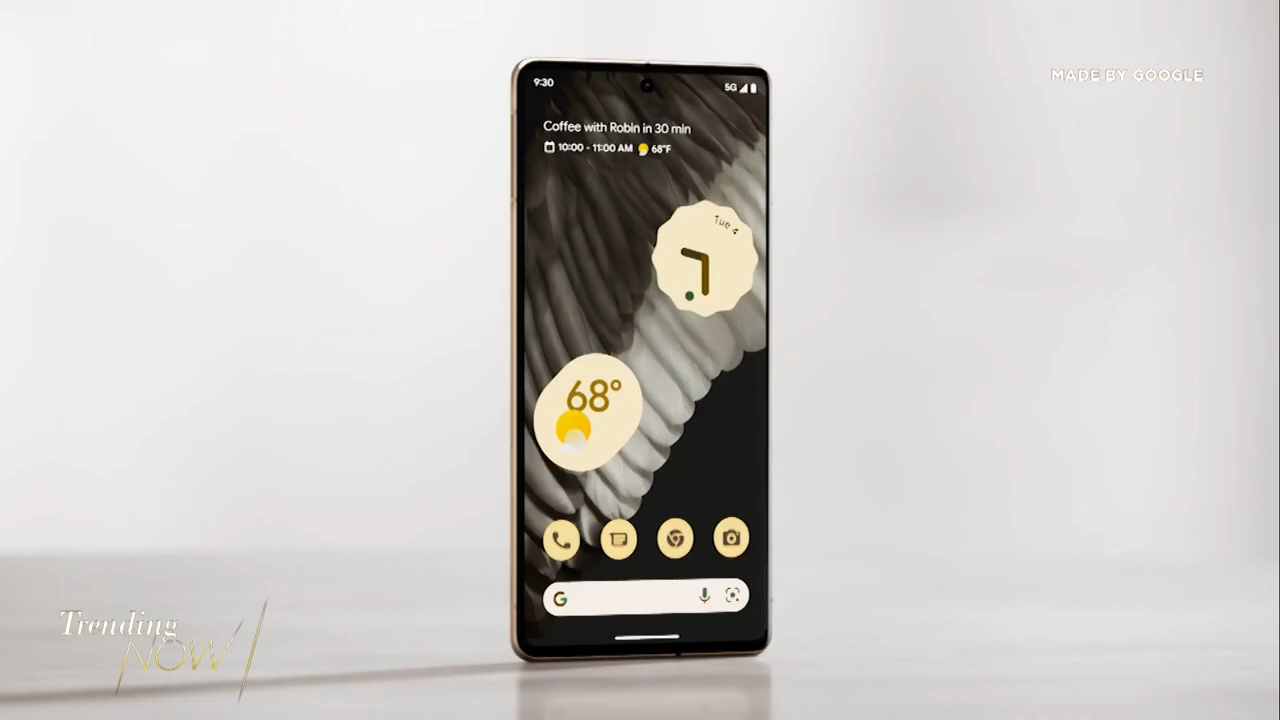 MADE BY GOOGLE
9:30
5G
Coffee with Robin in 30 min
10:00 - 11:00 AM 68°F
Tue 4
68°
G
Trending
NOW